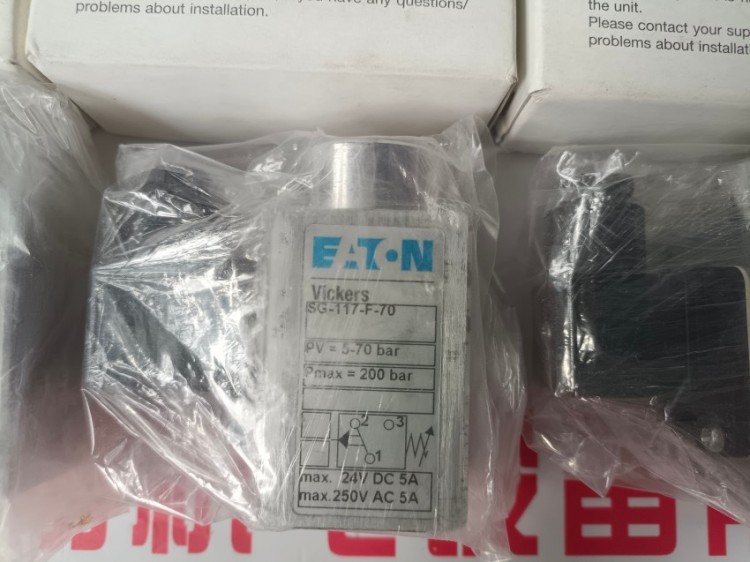 problems about installation.
the unit.
Please contact your sup
problems about installat
EATON
Vickers
SG-117-F-70
PV = 5-70 bar
Pmax = 200 bar
2 3
1
max. 24V DC 5A
max.250V AC 5A